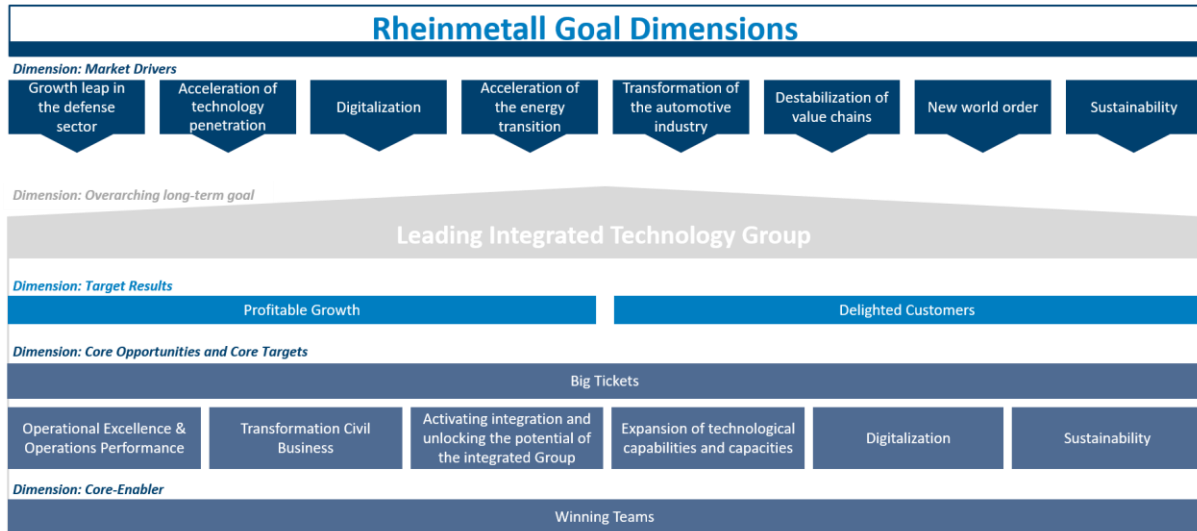 Rheinmetall Goal Dimensions
Dimension: Market Drivers
Growth leap in
the defense
sector
Acceleration of
technology
penetration
Digitalization
Acceleration of
the energy
transition
Transformation of
the automotive
industry
Destabilization of
value chains
New world order
Sustainability
Dimension: Overarching long-term goal
Leading Integrated Technology Group
Dimension: Target Results
Profitable Growth
Delighted Customers
Dimension: Core Opportunities and Core Targets
Big Tickets
Operational Excellence &
Operations Performance
Transformation Civil
Business
Activating integration and
unlocking the potential of
the integrated Group
Expansion of technological
capabilities and capacities
Digitalization
Sustainability
Dimension: Core-Enabler
Winning Teams